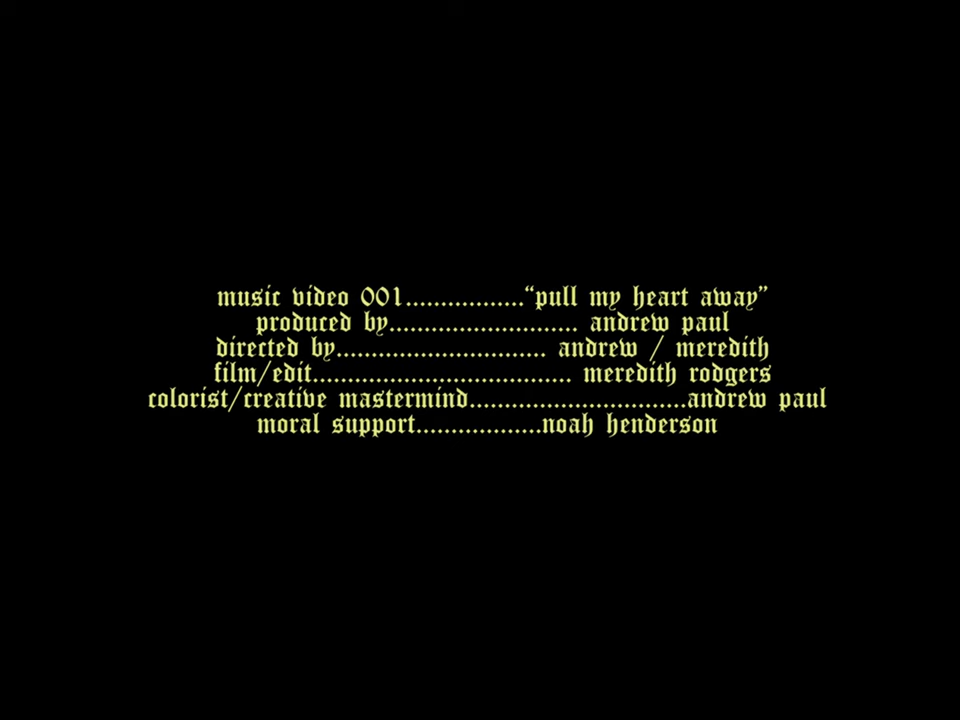 music video 001.................“pull my heart away”
produced by........................... andrew paul
directed by.............................. andrew / meredith
film/edit..................................... meredith rodgers
colorist/creative mastermind...............................andrew paul
moral support..................noah henderson